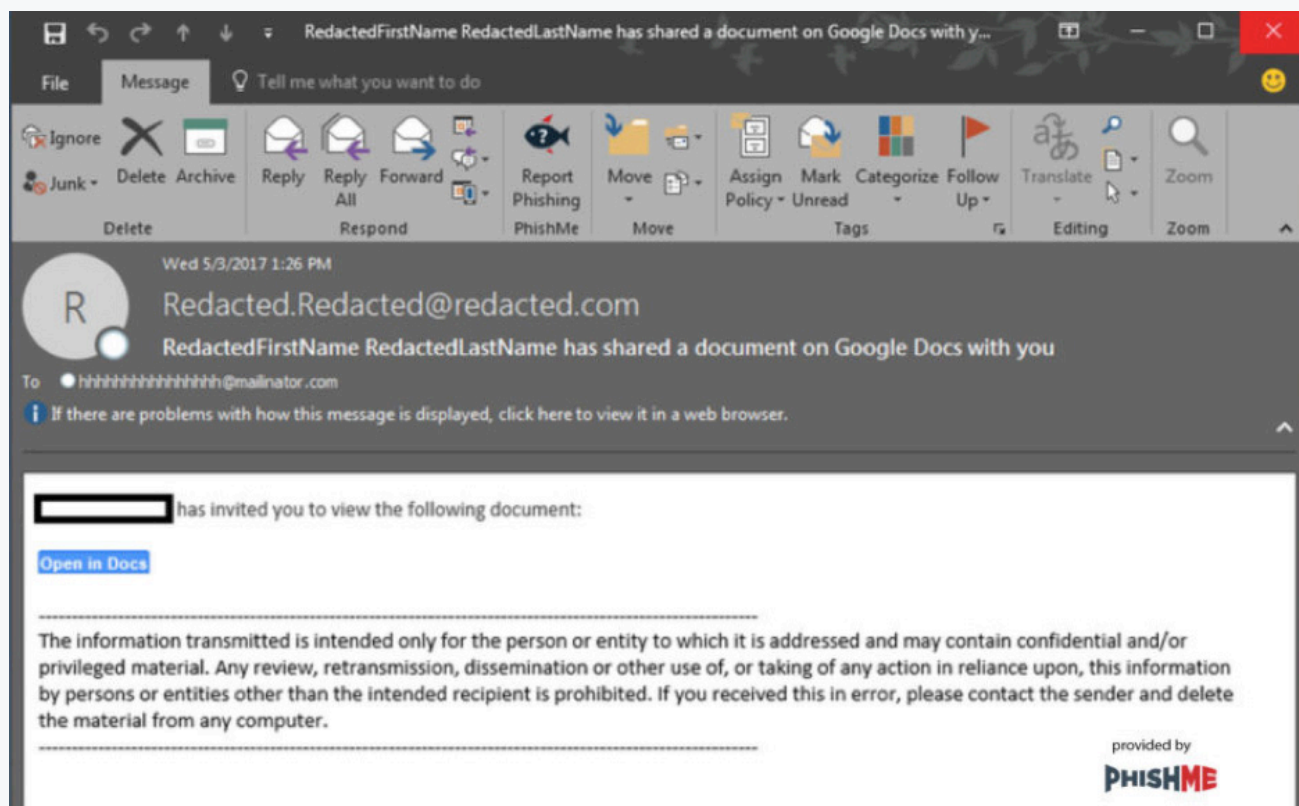 RedactedFirstName RedactedLastName has shared a document on Google Docs with y...
File Message Tell me what you want to do
Ignore
Junk
Delete Archive
Reply Reply All Forward
Report Phishing
Move
Assign Policy Mark Unread Categorize Follow Up
Translate
Zoom
Delete Respond PhishMe Move Tags Editing Zoom
Wed 5/3/2017 1:26 PM
R
Redacted.Redacted@redacted.com
RedactedFirstName RedactedLastName has shared a document on Google Docs with you
To hhhhhhhhhhhhhhhh@mailinator.com
If there are problems with how this message is displayed, click here to view it in a web browser.
has invited you to view the following document:
Open in Docs
The information transmitted is intended only for the person or entity to which it is addressed and may contain confidential and/or
privileged material. Any review, retransmission, dissemination or other use of, or taking of any action in reliance upon, this information
by persons or entities other than the intended recipient is prohibited. If you received this in error, please contact the sender and delete
the material from any computer.
provided by
PHISHME